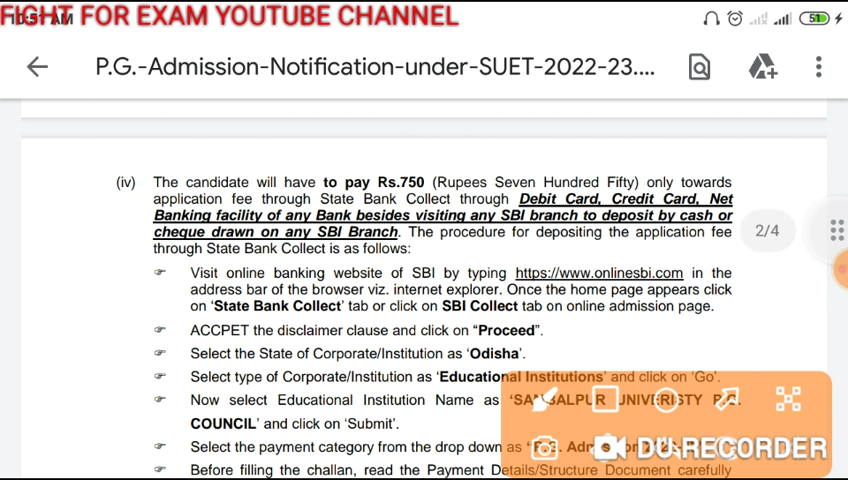 FIGHT FOR EXAM YOUTUBE CHANNEL
10:51 AM
51
P.G.-Admission-Notification-under-SUET-2022-23....
(iv) The candidate will have to pay Rs.750 (Rupees Seven Hundred Fifty) only towards
application fee through State Bank Collect through Debit Card, Credit Card, Net
Banking facility of any Bank besides visiting any SBI branch to deposit by cash or
cheque drawn on any SBI Branch. The procedure for depositing the application fee
through State Bank Collect is as follows:
2/4
☞ Visit online banking website of SBI by typing https://www.onlinesbi.com in the
address bar of the browser viz. internet explorer. Once the home page appears click
on 'State Bank Collect' tab or click on SBI Collect tab on online admission page.
☞ ACCPET the disclaimer clause and click on “Proceed”.
☞ Select the State of Corporate/Institution as 'Odisha'.
☞ Select type of Corporate/Institution as 'Educational Institutions' and click on 'Go'.
☞ Now select Educational Institution Name as 'SAMBALPUR UNIVERISTY P.G.
COUNCIL' and click on 'Submit'.
☞ Select the payment category from the drop down as "P.G. Admission
DU-RECORDER
☞ Before filling the challan, read the Payment Details/Structure Document carefully